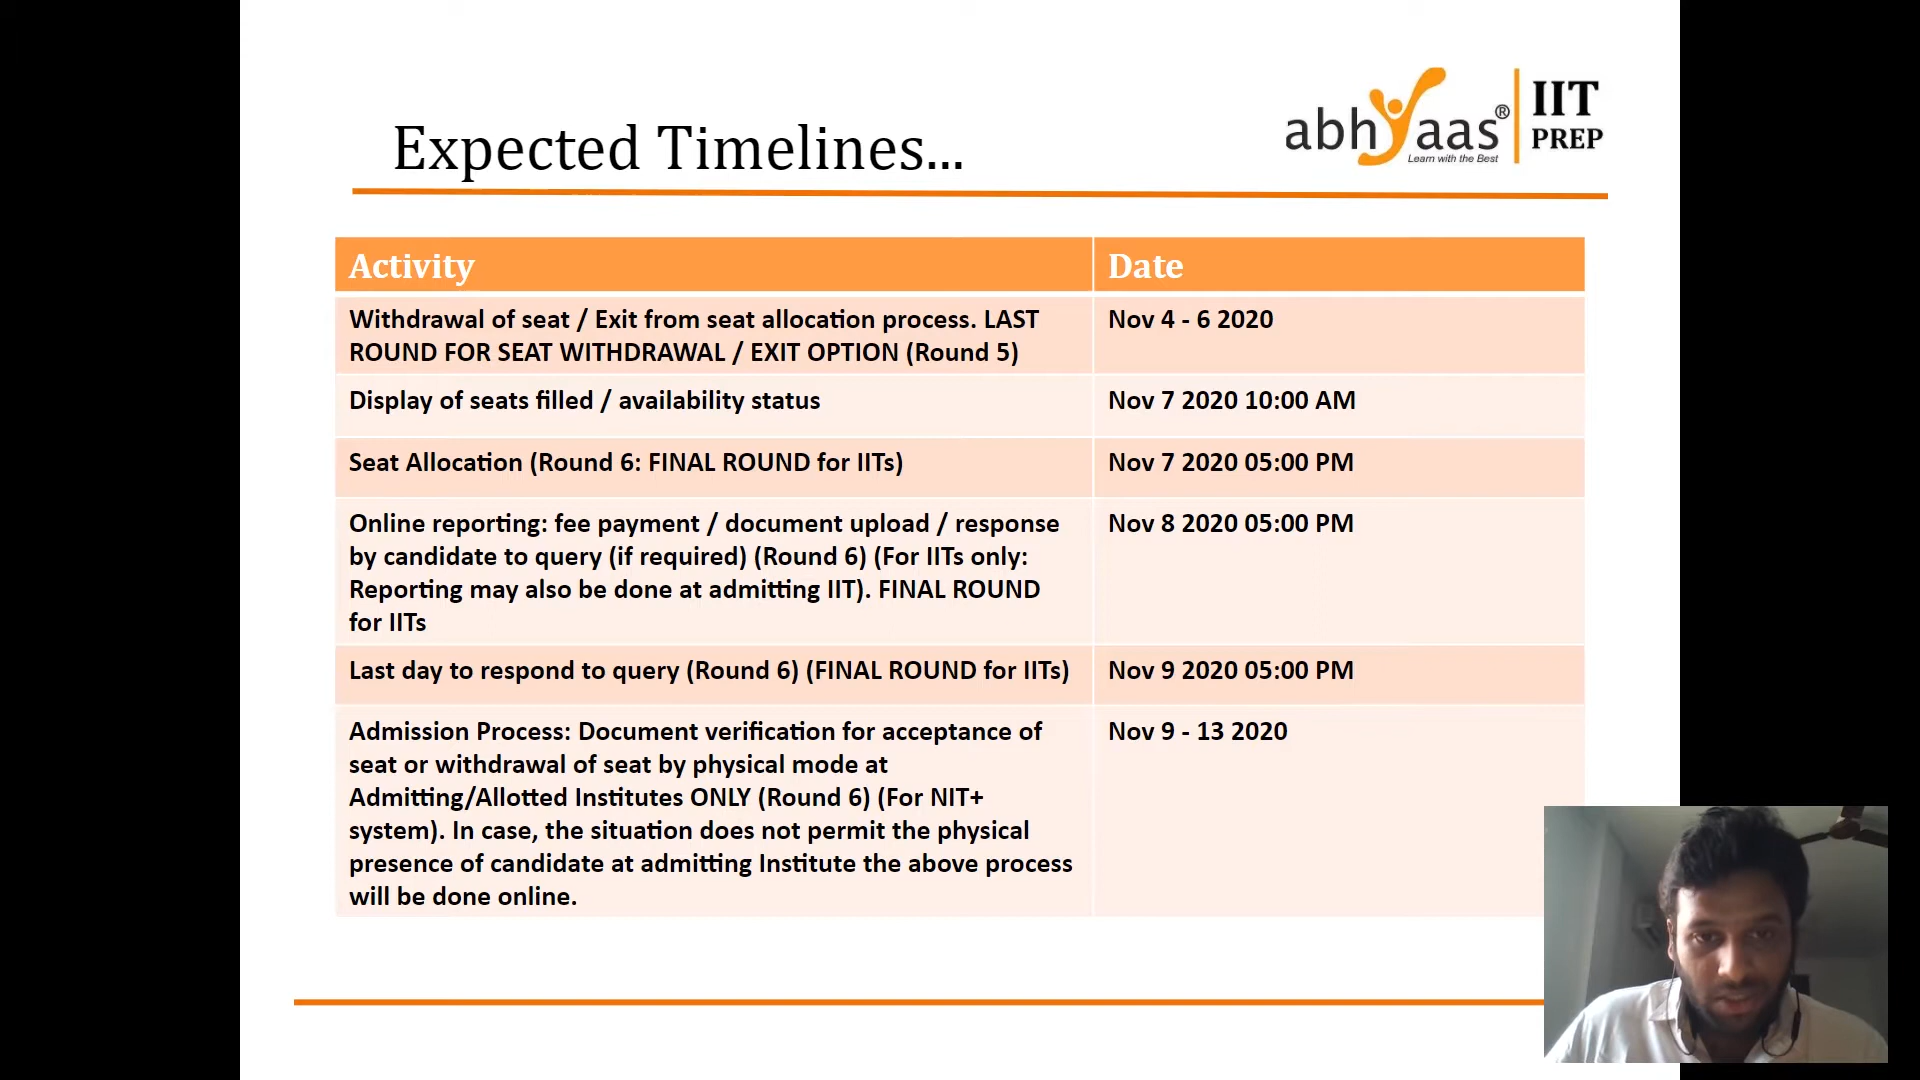 Expected Timelines...
abhyaas®
Learn with the Best
IIT
PREP
Activity
Date
Withdrawal of seat / Exit from seat allocation process. LAST
ROUND FOR SEAT WITHDRAWAL / EXIT OPTION (Round 5)
Nov 4 - 6 2020
Display of seats filled / availability status
Nov 7 2020 10:00 AM
Seat Allocation (Round 6: FINAL ROUND for IITs)
Nov 7 2020 05:00 PM
Online reporting: fee payment / document upload / response
by candidate to query (if required) (Round 6) (For IITs only:
Reporting may also be done at admitting IIT). FINAL ROUND
for IITs
Nov 8 2020 05:00 PM
Last day to respond to query (Round 6) (FINAL ROUND for IITs)
Nov 9 2020 05:00 PM
Admission Process: Document verification for acceptance of
seat or withdrawal of seat by physical mode at
Admitting/Allotted Institutes ONLY (Round 6) (For NIT+
system). In case, the situation does not permit the physical
presence of candidate at admitting Institute the above process
will be done online.
Nov 9 - 13 2020